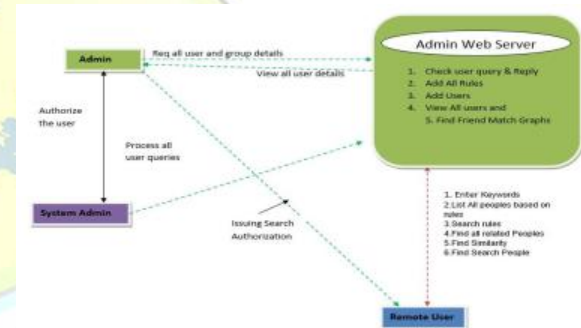 Admin
Req all user and group details
View all user details
Admin Web Server
1. Check user query & Reply
2. Add All Rules
3. Add Users
4. View All users and
5. Find Friend Match Graphs
Authorize
the user
Process all
user queries
System Admin
Issuing Search
Authorization
1. Enter Keywords
2.List All peoples based on
rules
3.Search rules
4.Find all related Peoples
5.Find Similarity
6.Find Search People
Remote User